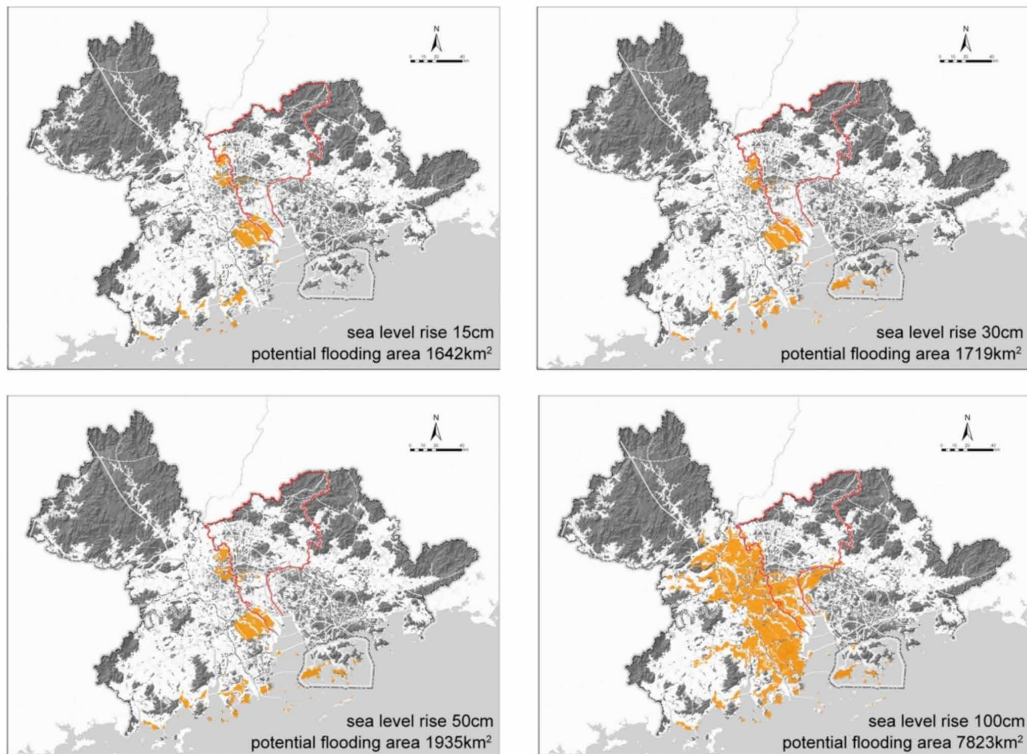 N
sea level rise 15cm
potential flooding area 1642km²
N
sea level rise 30cm
potential flooding area 1719km²
N
sea level rise 50cm
potential flooding area 1935km²
N
sea level rise 100cm
potential flooding area 7823km²